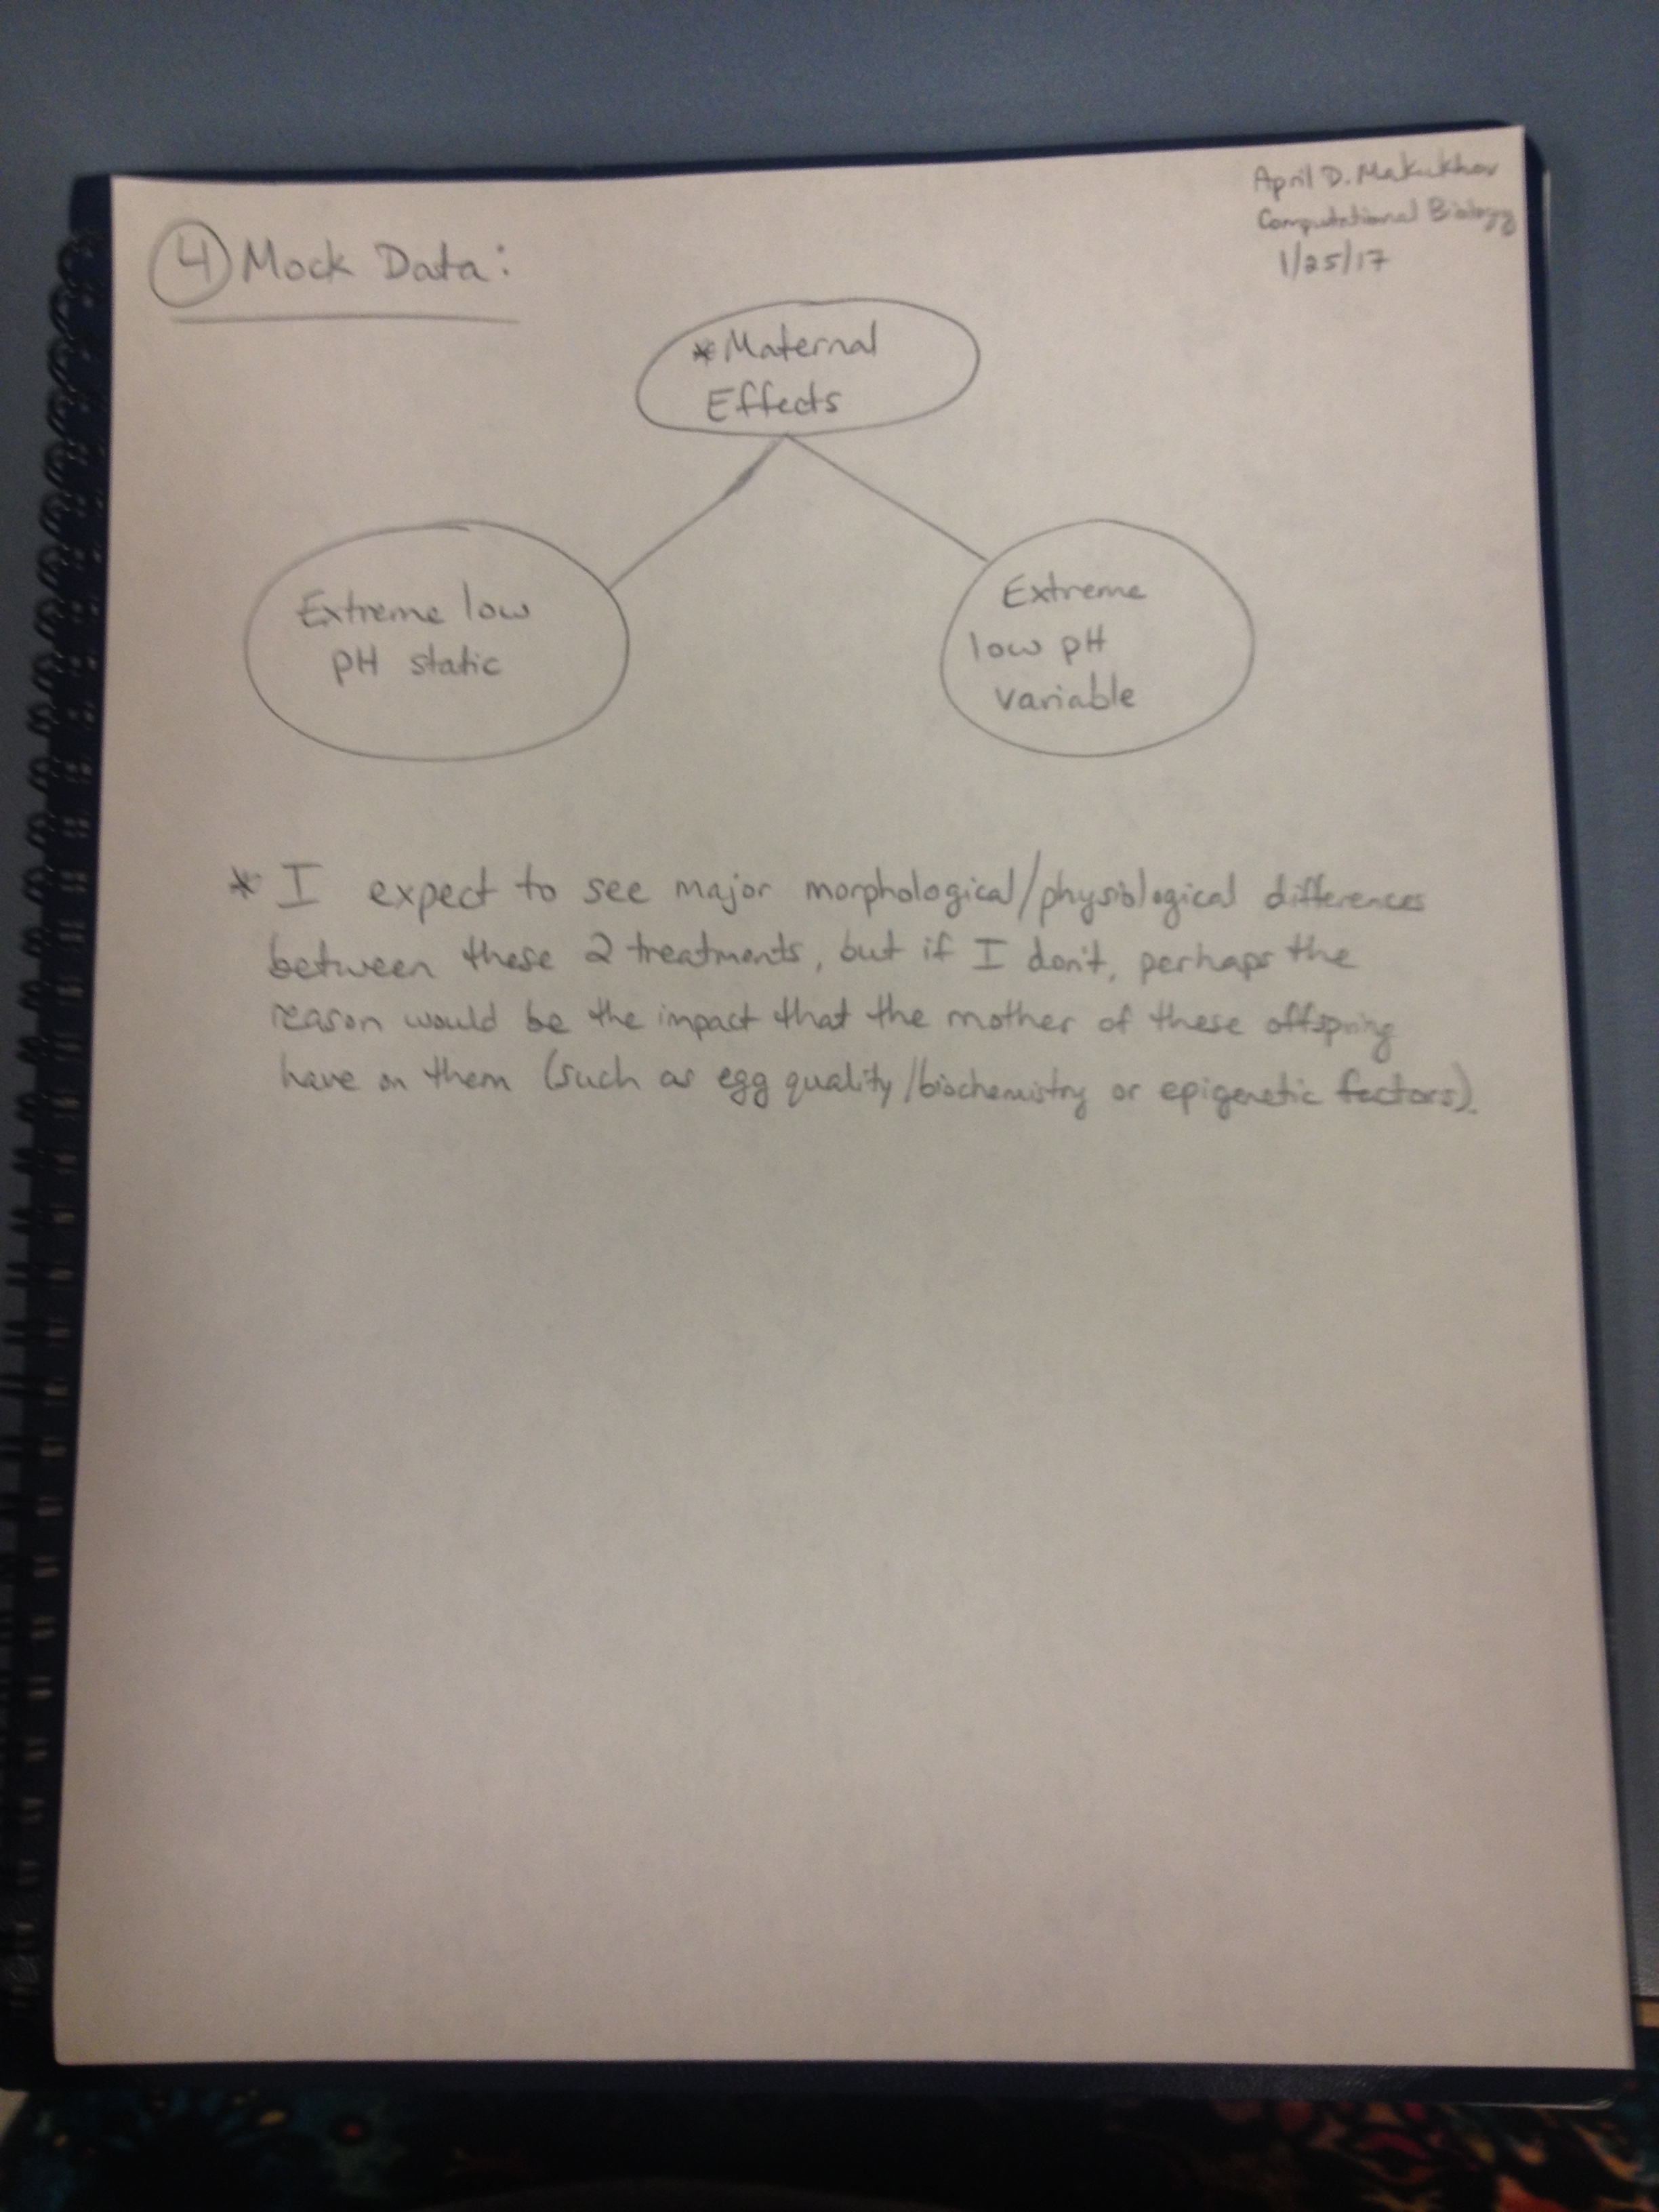 April D. Makukhov
Computational Biology
1/25/17
4 Mock Data:
*Maternal
Effects
Extreme low
pH static
Extreme
low pH
variable
* I expect to see major morphological/physiological differences
between these 2 treatments, but if I don't, perhaps the
reason would be the impact that the mother of these offspring
have on them (such as egg quality/biochemistry or epigenetic factors).